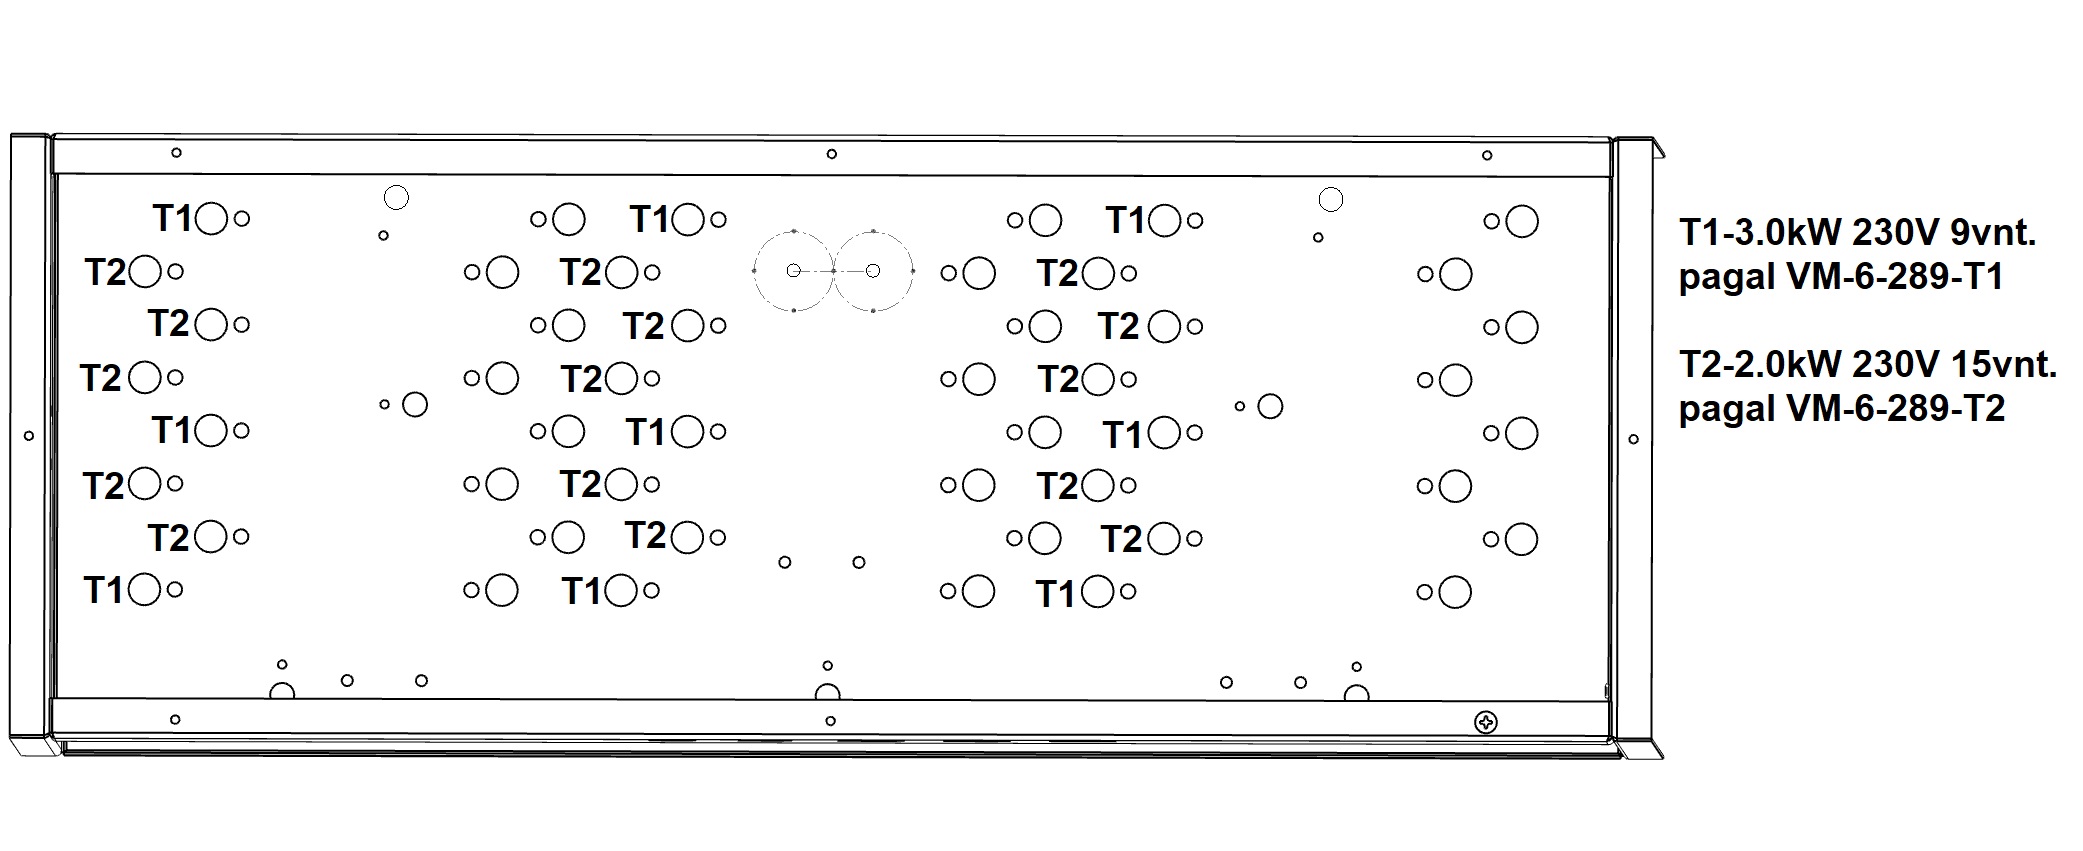 T1 T1 T1
T2 T2 T2
T2 T2 T2
T2 T2 T2
T1 T1 T1
T2 T2 T2
T2 T2 T2
T1 T1 T1
T1-3.0kW 230V 9vnt.
pagal VM-6-289-T1
T2-2.0kW 230V 15vnt.
pagal VM-6-289-T2